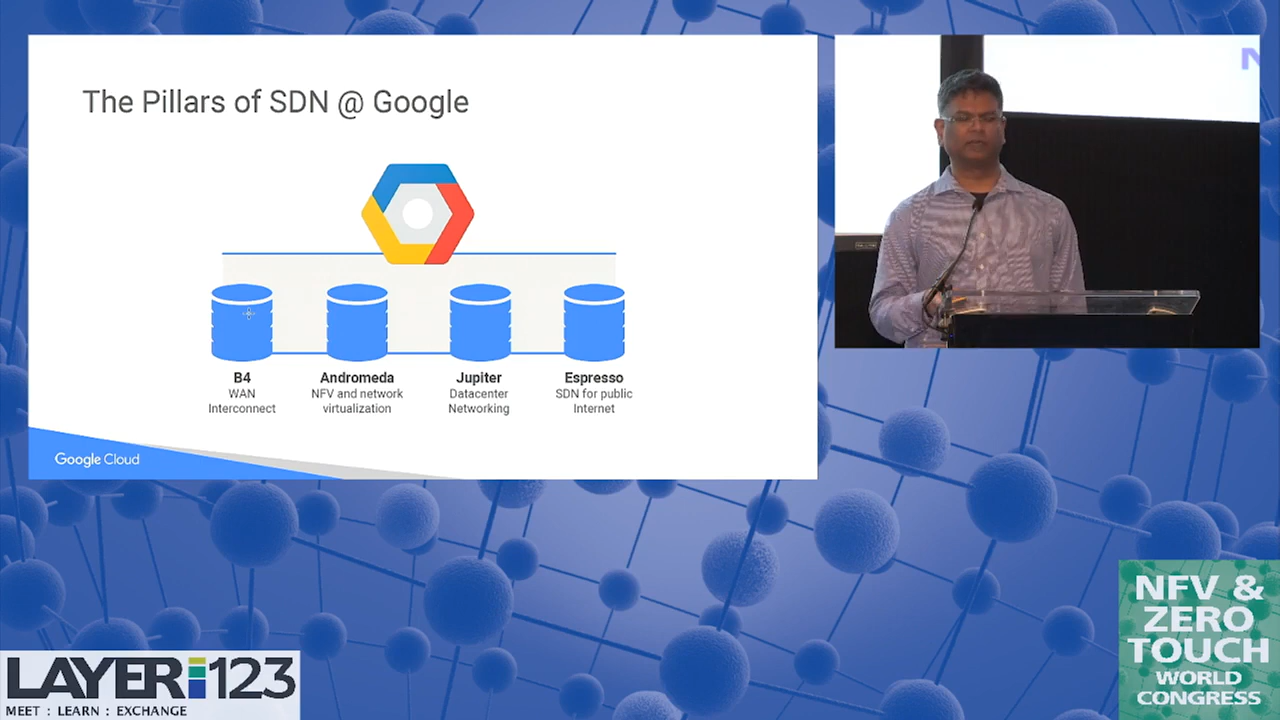 The Pillars of SDN @ Google
B4
WAN
Interconnect
Andromeda
NFV and network
virtualization
Jupiter
Datacenter
Networking
Espresso
SDN for public
Internet
Google Cloud
N
LAYER123
MEET : LEARN : EXCHANGE
NFV &
ZERO
TOUCH
WORLD
CONGRESS